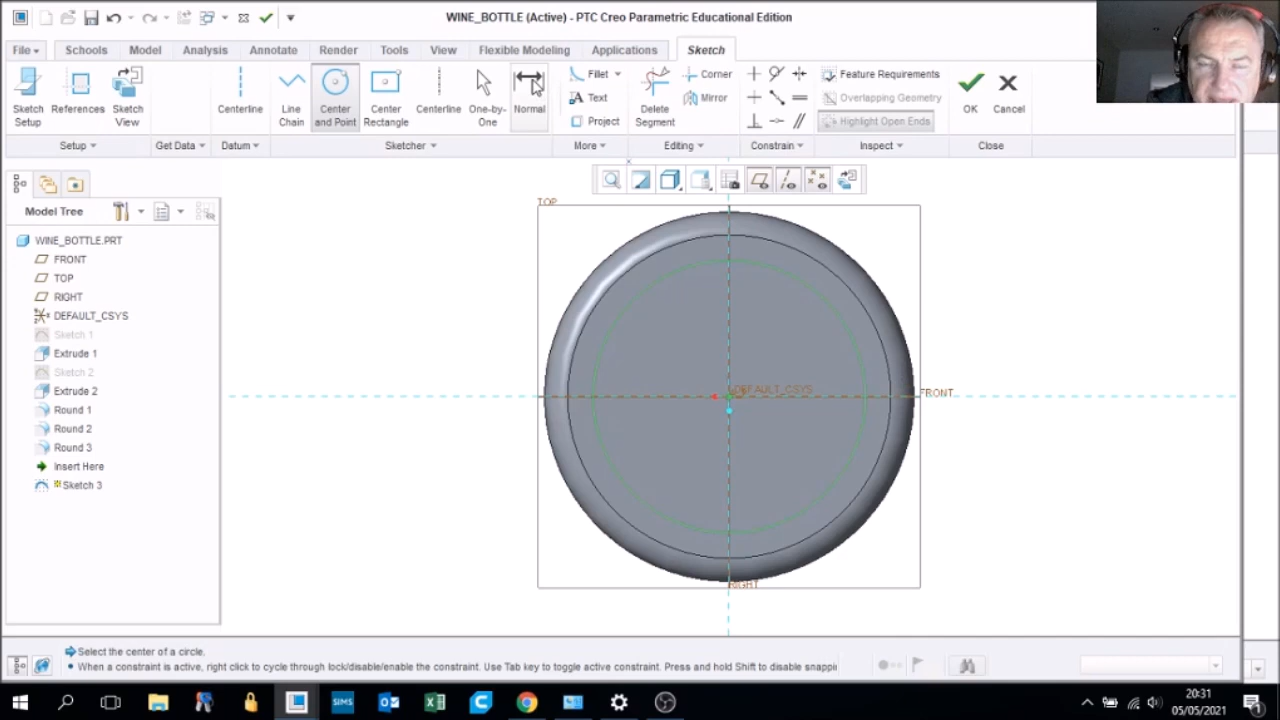 WINE_BOTTLE (Active) - PTC Creo Parametric Educational Edition
File Schools Model Analysis Annotate Render Tools View Flexible Modeling Applications Sketch
Sketch Setup
References
Sketch View
Centerline
Line Chain
Center and Point
Center Rectangle
Centerline
One-by-One
Normal
Fillet
Text
Project
Delete Segment
Corner
Mirror
Feature Requirements
Overlapping Geometry
Highlight Open Ends
OK
Cancel
Setup Get Data Datum Sketcher More Editing Constrain Inspect Close
Model Tree
WINE_BOTTLE.PRT
FRONT
TOP
RIGHT
DEFAULT_CSYS
Sketch 1
Extrude 1
Sketch 2
Extrude 2
Round 1
Round 2
Round 3
Insert Here
Sketch 3
TOP
DEFAULT_CSYS
FRONT
RIGHT
Select the center of a circle.
When a constraint is active, right click to cycle through lock/disable/enable the constraint. Use Tab key to toggle active constraint. Press and hold Shift to disable snappi
SIMS
20:31
05/05/2021
1